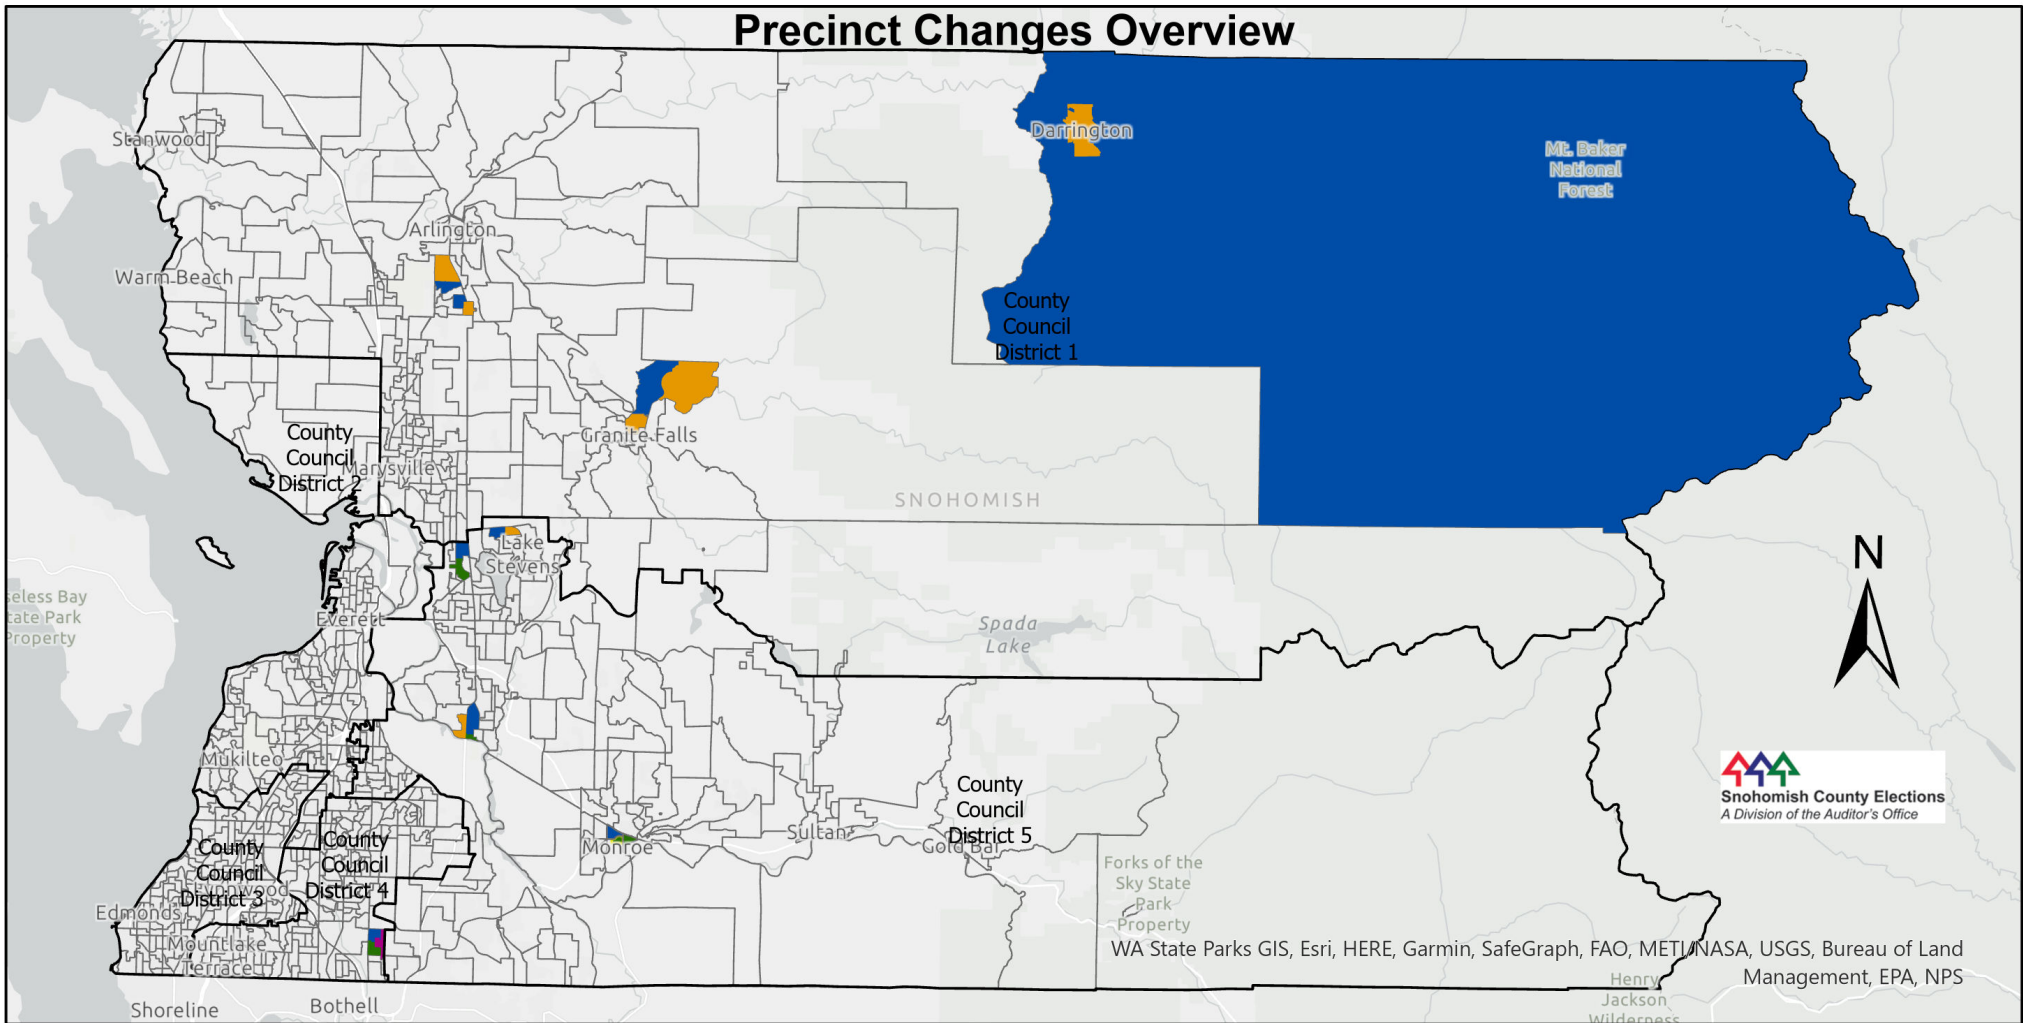 Precinct Changes Overview
Stanwood
Darrington
Mt. Baker
National
Forest
Arlington
Warm Beach
County
Council
District 1
County
Council
District 2
Marysville
Granite Falls
SNOHOMISH
Lake
Stevens
N
seless Bay
tate Park
Property
Everett
Spada
Lake
Mukilteo
Snohomish County Elections
A Division of the Auditor's Office
County
Council
District 5
Sultan
Gold Bar
Monroe
County
Council
District 3
County
Council
District 4
Lynnwood
Forks of the
Sky State
Park
Property
Edmonds
Mountlake
Terrace
WA State Parks GIS, Esri, HERE, Garmin, SafeGraph, FAO, METI/NASA, USGS, Bureau of Land
Management, EPA, NPS
Henry
Jackson
Wilderness
Shoreline
Bothell